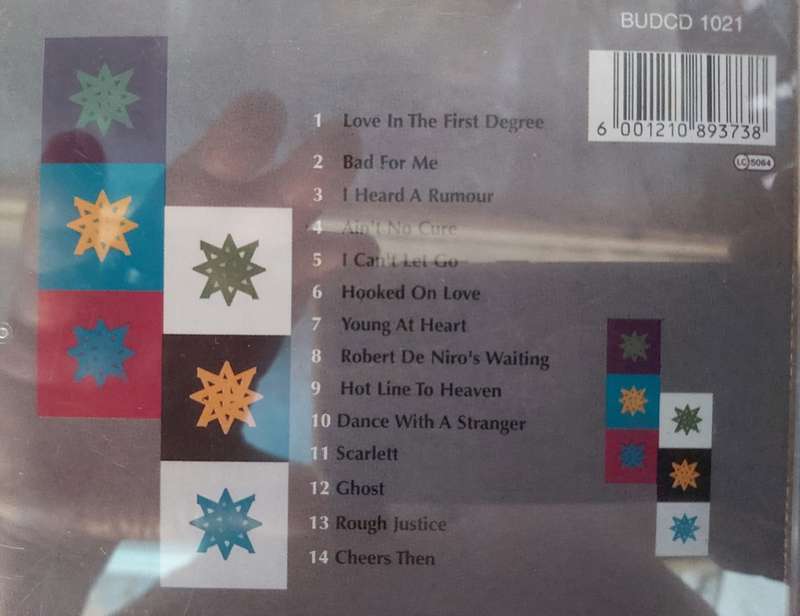 BUDCD 1021
6 001210 893738
LC 5064
1 Love In The First Degree
2 Bad For Me
3 I Heard A Rumour
4 Ain't No Cure
5 I Can't Let Go
6 Hooked On Love
7 Young At Heart
8 Robert De Niro's Waiting
9 Hot Line To Heaven
10 Dance With A Stranger
11 Scarlett
12 Ghost
13 Rough Justice
14 Cheers Then